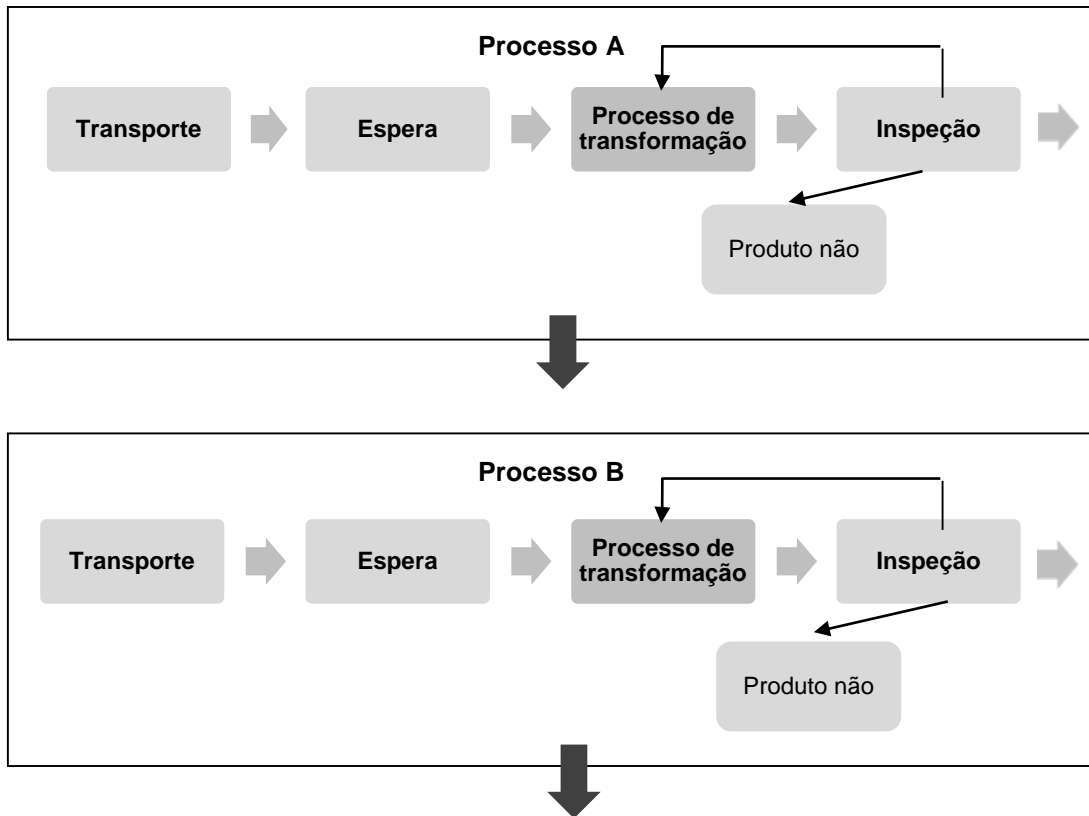 Processo A
Transporte
Espera
Processo de
transformação
Inspeção
Produto não
Processo B
Transporte
Espera
Processo de
transformação
Inspeção
Produto não